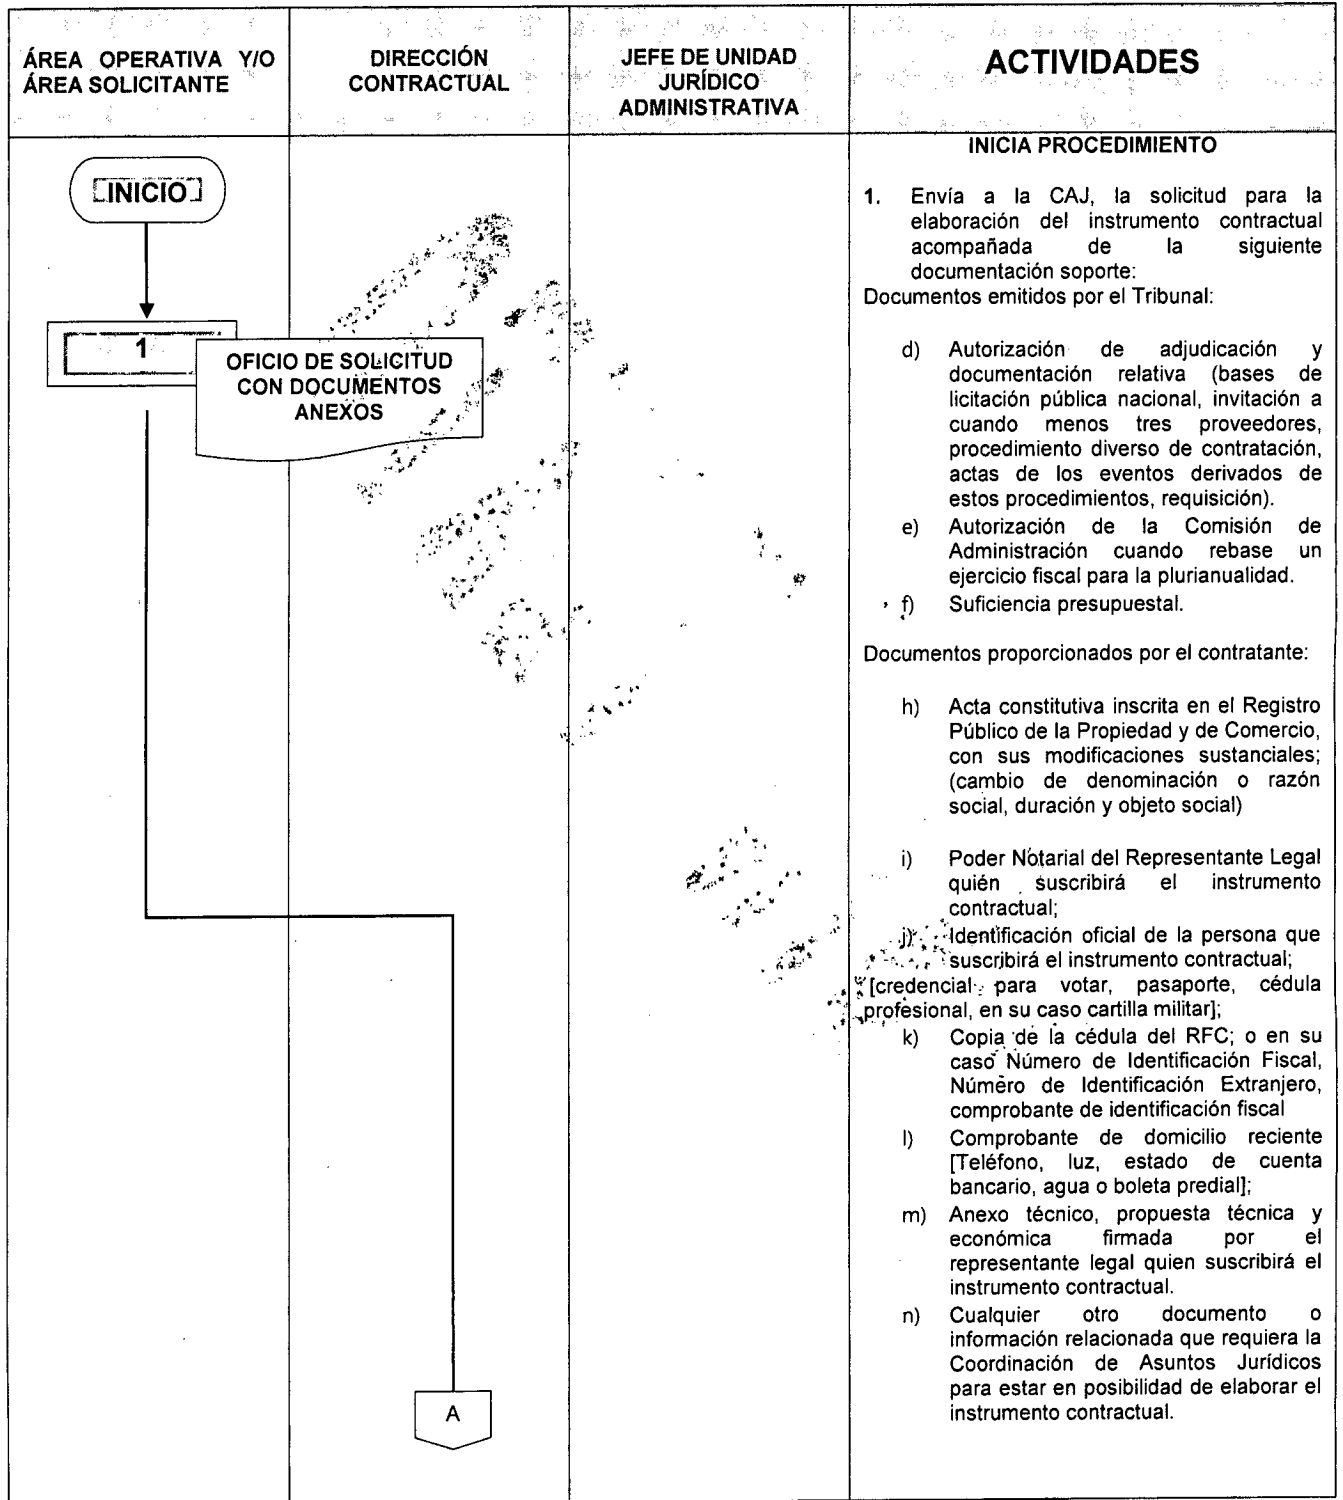 ÁREA OPERATIVA Y/O
ÁREA SOLICITANTE
DIRECCIÓN
CONTRACTUAL
JEFE DE UNIDAD
JURÍDICO
ADMINISTRATIVA
ACTIVIDADES
INICIO
1
OFICIO DE SOLICITUD
CON DOCUMENTOS
ANEXOS
A
INICIA PROCEDIMIENTO
1. Envía a la CAJ, la solicitud para la
elaboración del instrumento contractual
acompañada de la siguiente
documentación soporte:
Documentos emitidos por el Tribunal:
d) Autorización de adjudicación y
documentación relativa (bases de
licitación pública nacional, invitación a
cuando menos tres proveedores,
procedimiento diverso de contratación,
actas de los eventos derivados de
estos procedimientos, requisición).
e) Autorización de la Comisión de
Administración cuando rebase un
ejercicio fiscal para la plurianualidad.
f) Suficiencia presupuestal.
Documentos proporcionados por el contratante:
h) Acta constitutiva inscrita en el Registro
Público de la Propiedad y de Comercio,
con sus modificaciones sustanciales;
(cambio de denominación o razón
social, duración y objeto social)
i) Poder Notarial del Representante Legal
quién suscribirá el instrumento
contractual;
j) Identificación oficial de la persona que
suscribirá el instrumento contractual;
[credencial para votar, pasaporte, cédula
profesional, en su caso cartilla militar];
k) Copia de la cédula del RFC; o en su
caso Número de Identificación Fiscal,
Número de Identificación Extranjero,
comprobante de identificación fiscal
l) Comprobante de domicilio reciente
[Teléfono, luz, estado de cuenta
bancario, agua o boleta predial];
m) Anexo técnico, propuesta técnica y
económica firmada por el
representante legal quien suscribirá el
instrumento contractual.
n) Cualquier otro documento o
información relacionada que requiera la
Coordinación de Asuntos Jurídicos
para estar en posibilidad de elaborar el
instrumento contractual.